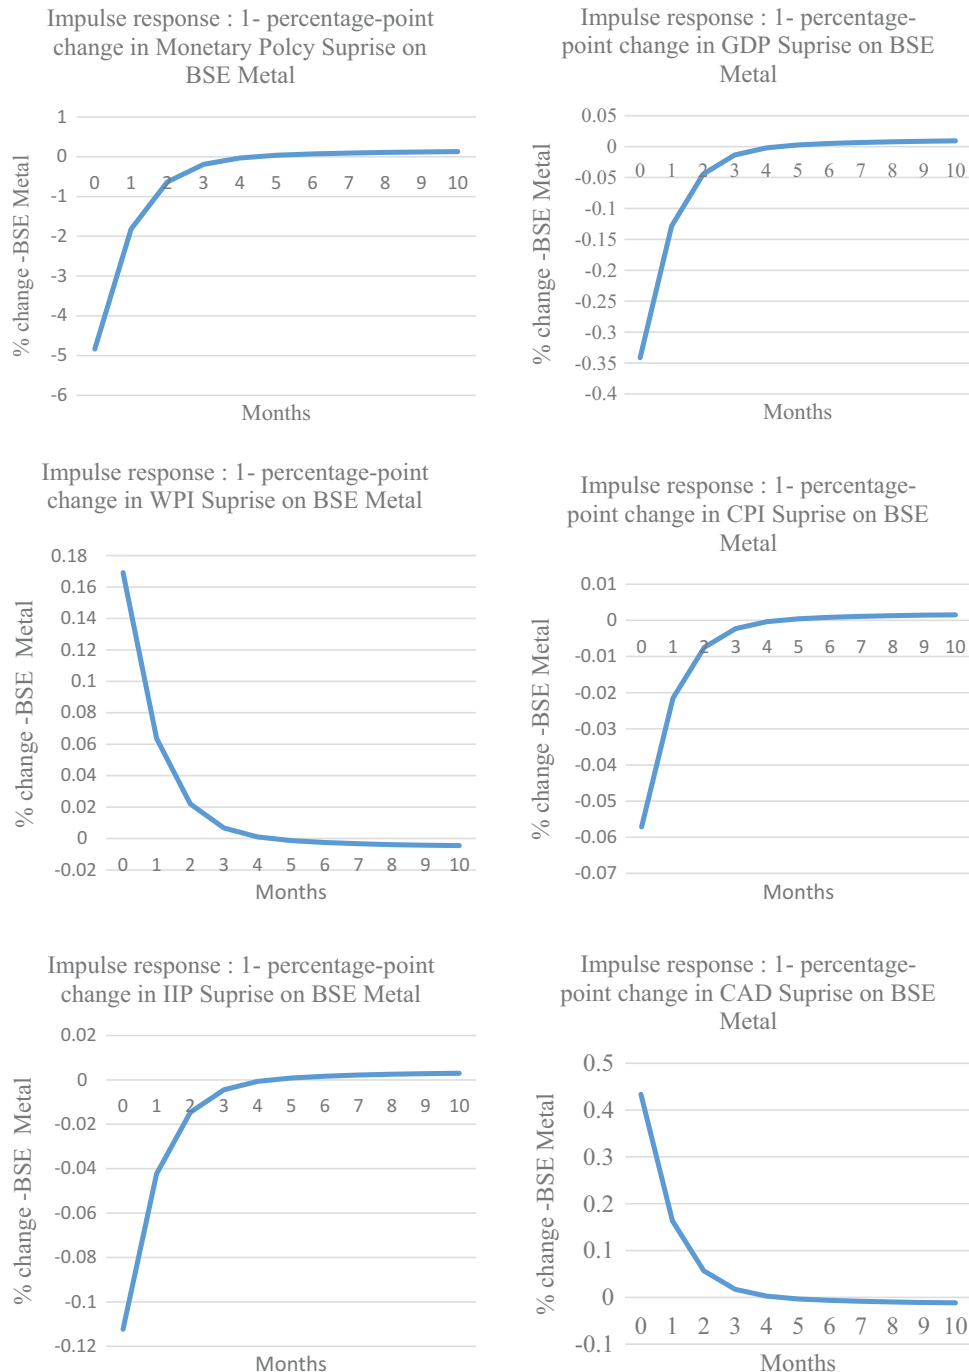 Impulse response : 1- percentage-point
change in Monetary Polcy Suprise on
BSE Metal
% change -BSE Metal
1
0
-1
-2
-3
-4
-5
-6
0 1 2 3 4 5 6 7 8 9 10
Months
Impulse response : 1- percentage-
point change in GDP Suprise on BSE
Metal
% change -BSE Metal
0.05
0
-0.05
-0.1
-0.15
-0.2
-0.25
-0.3
-0.35
-0.4
0 1 2 3 4 5 6 7 8 9 10
Months
Impulse response : 1- percentage-point
change in WPI Suprise on BSE Metal
% change -BSE Metal
0.18
0.16
0.14
0.12
0.1
0.08
0.06
0.04
0.02
0
-0.02
0 1 2 3 4 5 6 7 8 9 10
Months
Impulse response : 1- percentage-
point change in CPI Suprise on BSE
Metal
% change -BSE Metal
0.01
0
-0.01
-0.02
-0.03
-0.04
-0.05
-0.06
-0.07
0 1 2 3 4 5 6 7 8 9 10
Months
Impulse response : 1- percentage-point
change in IIP Suprise on BSE Metal
% change -BSE Metal
0.02
0
-0.02
-0.04
-0.06
-0.08
-0.1
-0.12
0 1 2 3 4 5 6 7 8 9 10
Months
Impulse response : 1- percentage-
point change in CAD Suprise on BSE
Metal
% change -BSE Metal
0.5
0.4
0.3
0.2
0.1
0
-0.1
0 1 2 3 4 5 6 7 8 9 10
Months